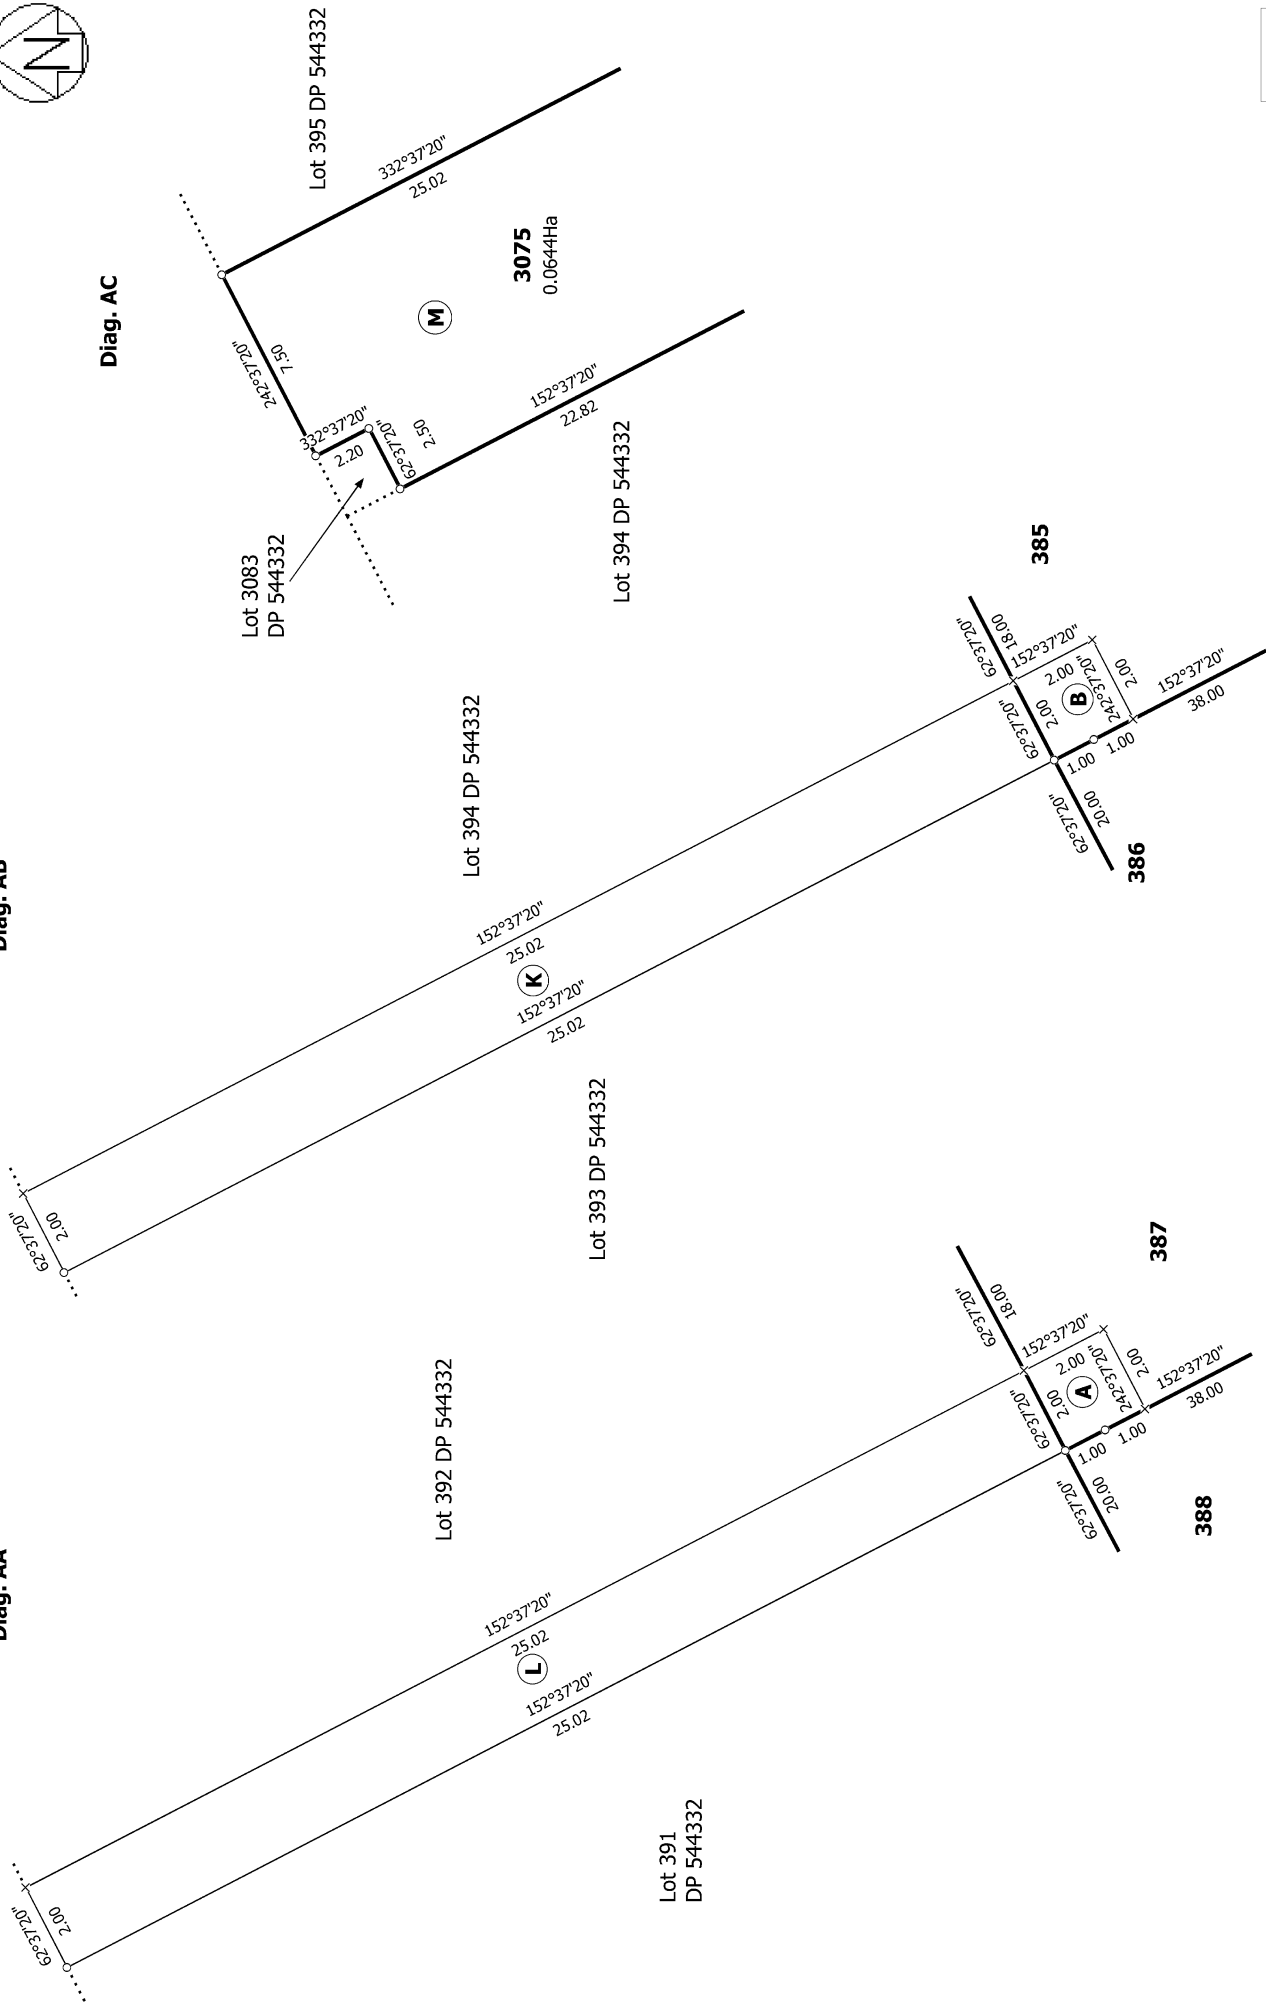 N
Diag. AC
Lot 395 DP 544332
332°37'20"
25.02
242°37'20"
7.50
332°37'20"
2.20
62°37'20"
2.50
152°37'20"
22.82
M
3075
0.0644Ha
Lot 3083
DP 544332
Lot 394 DP 544332
Diag. AB
62°37'20"
2.00
152°37'20"
25.02
K
152°37'20"
25.02
Lot 394 DP 544332
Lot 393 DP 544332
385
62°37'20"
18.00
62°37'20"
2.00
152°37'20"
2.00
B
242°37'20"
2.00
1.00
1.00
62°37'20"
20.00
152°37'20"
38.00
386
Diag. AA
62°37'20"
2.00
152°37'20"
25.02
L
152°37'20"
25.02
Lot 392 DP 544332
Lot 391
DP 544332
387
62°37'20"
18.00
62°37'20"
2.00
152°37'20"
2.00
A
242°37'20"
2.00
1.00
1.00
62°37'20"
20.00
152°37'20"
38.00
388